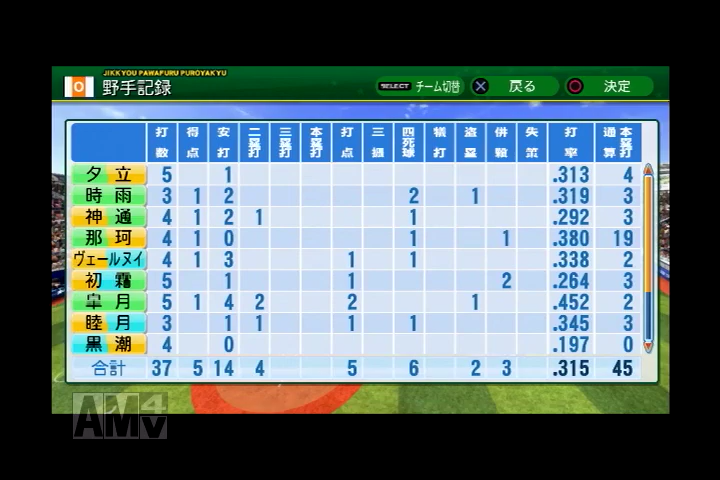 JIKKYOU PAWAFURU PUROYAKYU
O 野手記録 SELECT チーム切替 × 戻る ○ 決定
打数 得点 安打 二塁打 三塁打 本塁打 打点 三振 四死球 犠打 盗塁 併殺 失策 打率 通算本塁打
夕立 5 1 .313 4
時雨 3 1 2 2 1 .319 3
神通 4 1 2 1 1 .292 3
那珂 4 1 0 1 1 .380 19
ヴェールヌイ 4 1 3 1 1 .338 2
初霜 5 1 1 2 .264 3
皐月 5 1 4 2 2 1 .452 2
睦月 3 1 1 1 1 .345 3
黒潮 4 0 .197 0
合計 37 5 14 4 5 6 2 3 .315 45
AMV4